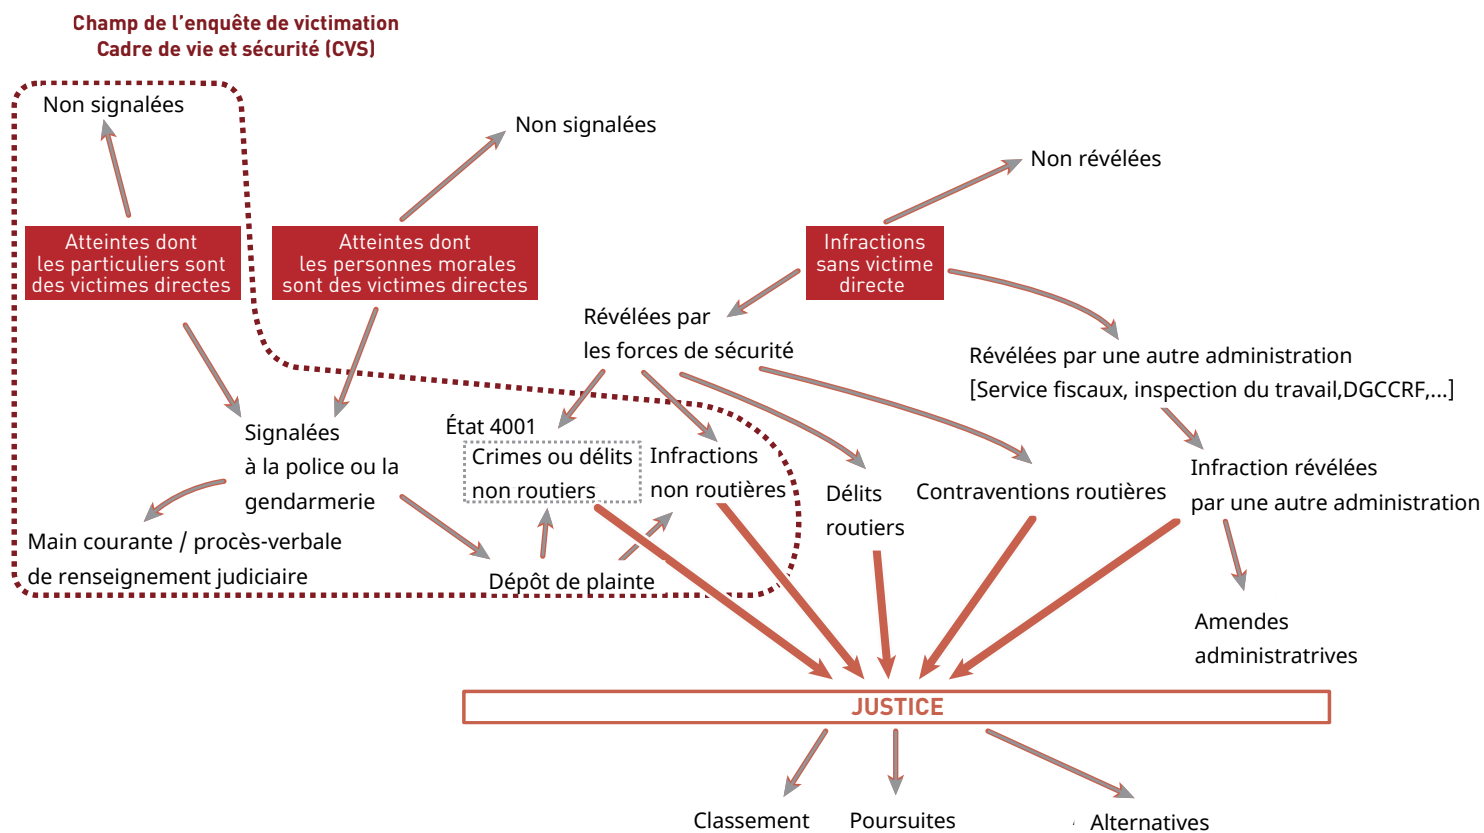 Champ de l’enquête de victimation
Cadre de vie et sécurité (CVS)
Non signalées
Non signalées
Non révélées
Atteintes dont
les particuliers sont
des victimes directes
Atteintes dont
les personnes morales
sont des victimes directes
Infractions
sans victime
directe
Révélées par
les forces de sécurité
Révélées par une autre administration
[Service fiscaux, inspection du travail,DGCCRF,...]
Signalées
à la police ou la
gendarmerie
État 4001
Crimes ou délits
non routiers
Infractions
non routières
Délits
routiers
Contraventions routières
Infraction révélées
par une autre administration
Main courante / procès-verbale
de renseignement judiciaire
Dépôt de plainte
Amendes
administratrives
JUSTICE
Classement
Poursuites
Alternatives